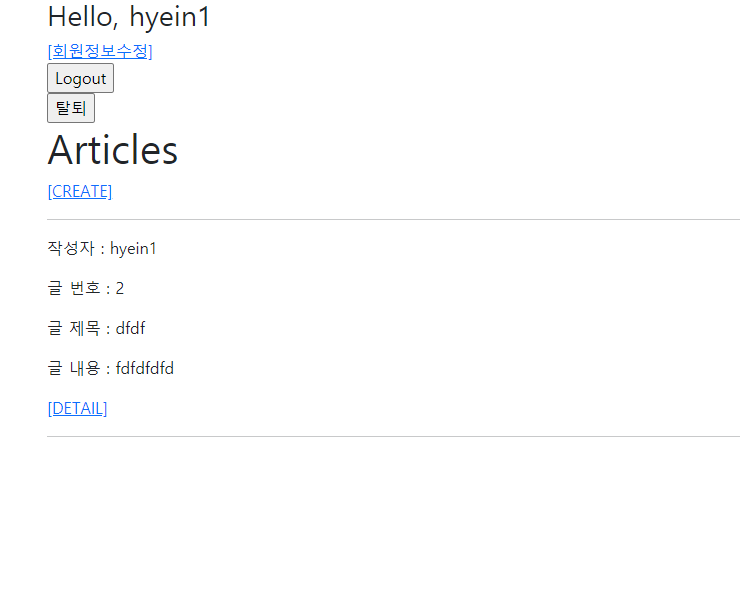 Hello, hyein1
[회원정보수정]
Logout
탈퇴
Articles
[CREATE]
작성자 : hyein1
글 번호 : 2
글 제목 : dfdf
글 내용 : fdfdfdfd
[DETAIL]